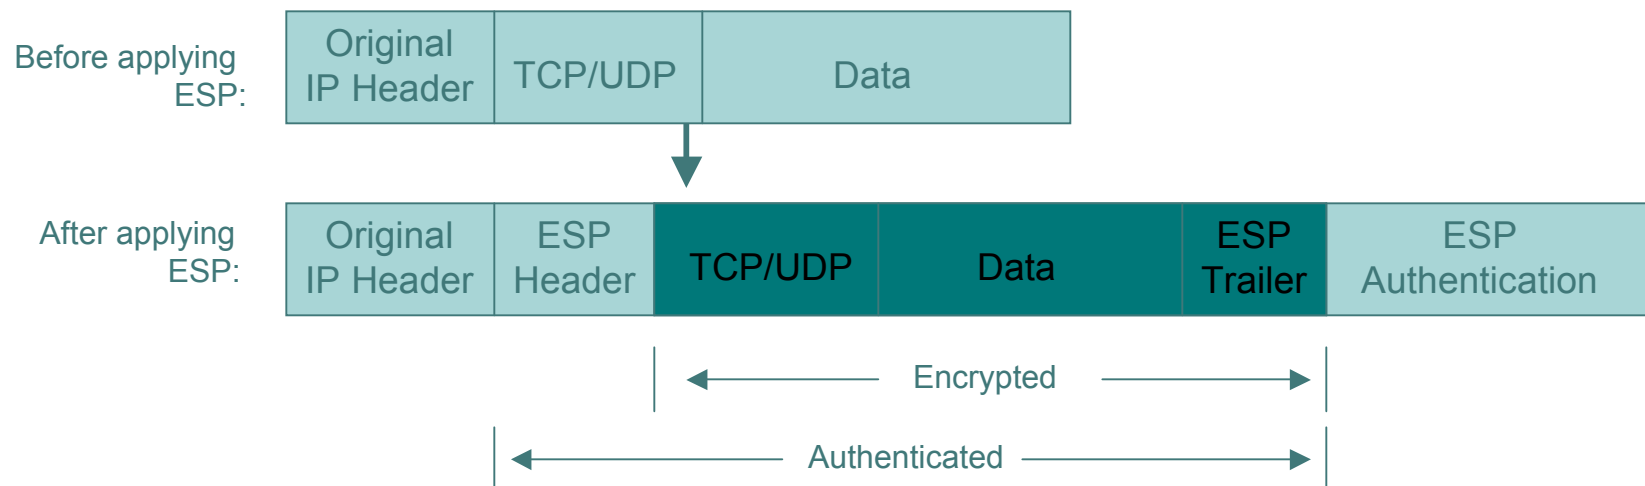 Before applying
ESP:
Original
IP Header
TCP/UDP
Data
After applying
ESP:
Original
IP Header
ESP
Header
TCP/UDP
Data
ESP
Trailer
ESP
Authentication
Encrypted
Authenticated